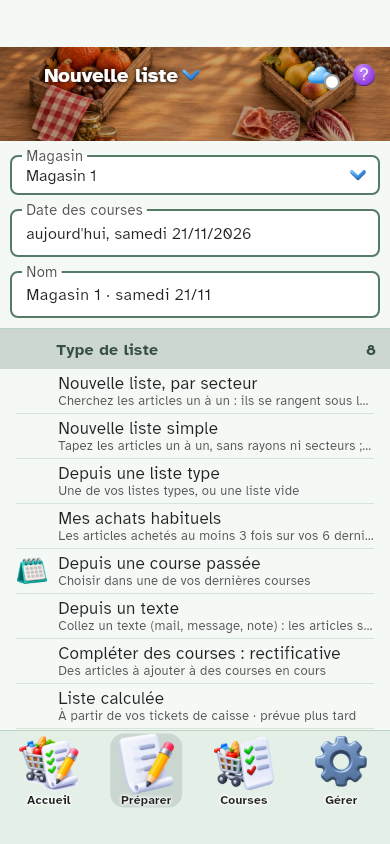 Nouvelle liste
?
Magasin
Magasin 1
Date des courses
aujourd'hui, samedi 21/11/2026
Nom
Magasin 1 · samedi 21/11
Type de liste 8
Nouvelle liste, par secteur
Cherchez les articles un à un : ils se rangent sous l…
Nouvelle liste simple
Tapez les articles un à un, sans rayons ni secteurs ;…
Depuis une liste type
Une de vos listes types, ou une liste vide
Mes achats habituels
Les articles achetés au moins 3 fois sur vos 6 derni…
Depuis une course passée
Choisir dans une de vos dernières courses
Depuis un texte
Collez un texte (mail, message, note) : les articles s…
Compléter des courses : rectificative
Des articles à ajouter à des courses en cours
Liste calculée
À partir de vos tickets de caisse · prévue plus tard
Accueil Préparer Courses Gérer